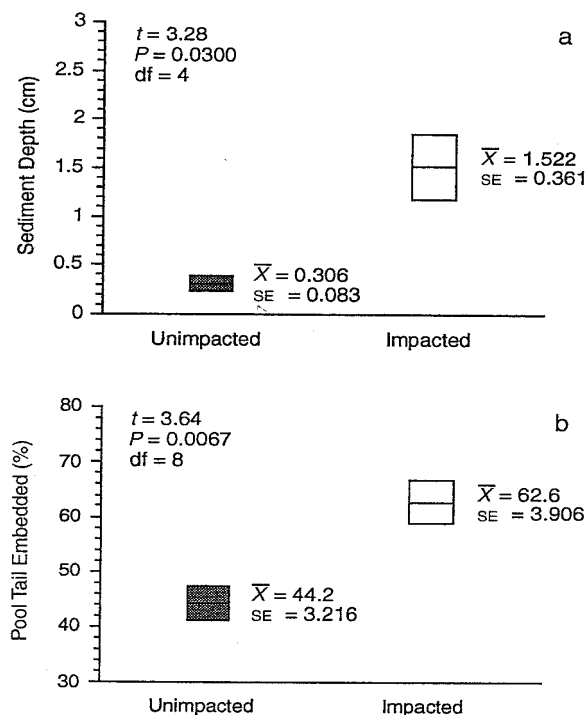 a
t = 3.28
P = 0.0300
df = 4
Sediment Depth (cm)
3
2.5
2
1.5
1
0.5
0
X̅ = 1.522
SE = 0.361
X̅ = 0.306
SE = 0.083
Unimpacted Impacted
b
t = 3.64
P = 0.0067
df = 8
Pool Tail Embedded (%)
80
70
60
50
40
30
X̅ = 62.6
SE = 3.906
X̅ = 44.2
SE = 3.216
Unimpacted Impacted